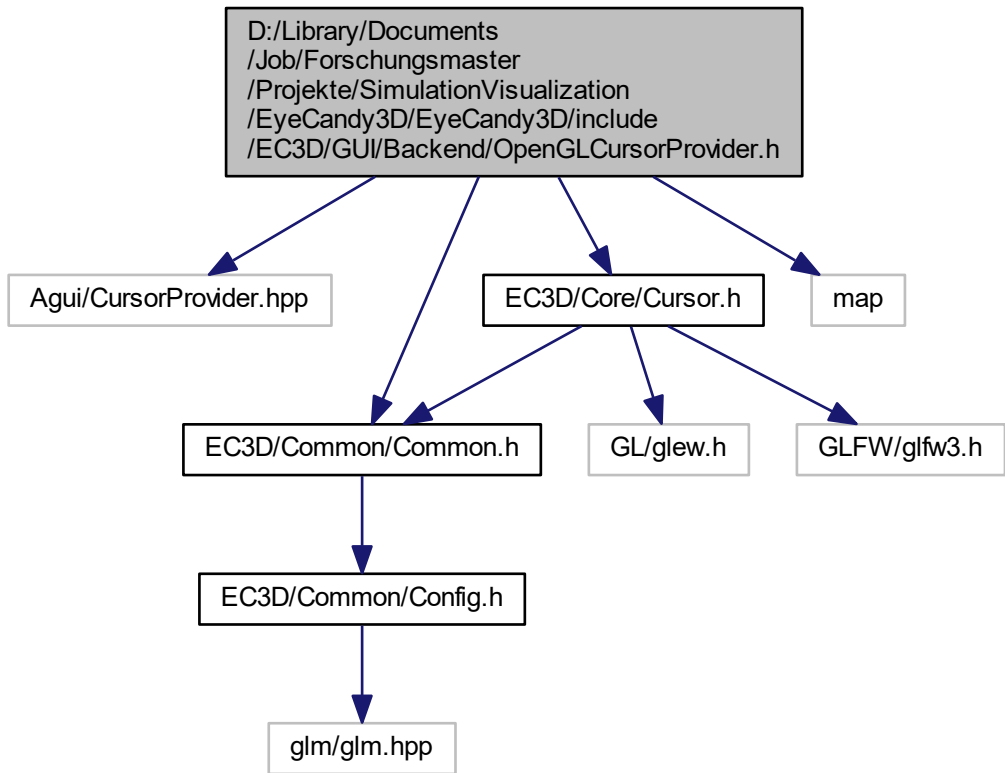 D:/Library/Documents
/Job/Forschungsmaster
/Projekte/SimulationVisualization
/EyeCandy3D/EyeCandy3D/include
/EC3D/GUI/Backend/OpenGLCursorProvider.h
Agui/CursorProvider.hpp
EC3D/Core/Cursor.h
map
EC3D/Common/Common.h
GL/glew.h
GLFW/glfw3.h
EC3D/Common/Config.h
glm/glm.hpp